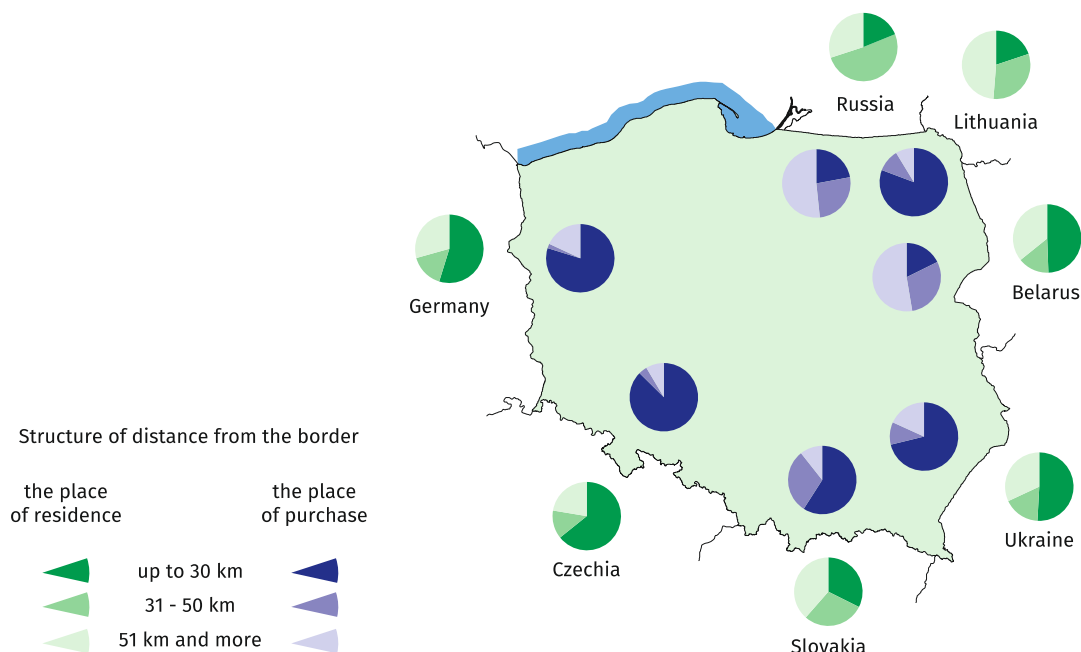 Russia
Lithuania
Germany
Belarus
Structure of distance from the border
the place
of residence
the place
of purchase
up to 30 km
31 - 50 km
51 km and more
Czechia
Ukraine
Slovakia